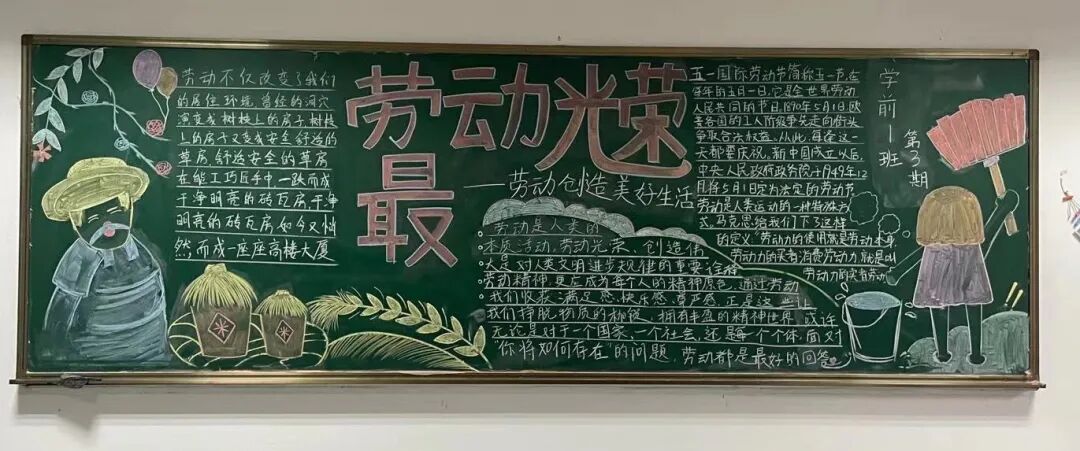 劳动不仅改变了我们
的居住环境,曾经的洞穴
演变成树枝上的房子树枝
上的房子又变成安全舒适的
草房,舒适安全的草房
在能工巧匠手中一跃而成
干净明亮的砖瓦房干净
明亮的砖瓦房如今又悄
然而成一座座高楼大厦
劳动最光荣
——劳动创造美好生活
劳动是人类的
本质活动,劳动光荣、创造伟
大是对人类文明进步规律的重要诠释
劳动精神,更应成为每个人的精神原色,通过劳动
我们收获:满足感,快乐感,尊严感,正是这些让
我们挣脱物质的枷锁,拥有丰盈的精神世界,或许
无论是对于一个国家、一个社会,还是每一个个体,面对
“你将如何存在”的问题,劳动都是最好的回答
五一国际劳动节简称五一节,在
每年的五月一日,它是全世界劳动
人民共同的节日,1890年5月1日,欧
美各国的工人阶级率先走向街头
争取合法权益,从此,每逢这一
天都要庆祝,新中国成立以后,
中央人民政府政务院于1949年12
月将5月1日定为法定的劳动节
劳动是人类运动的一种特殊方
式,马克思给我们下了这样
的定义:劳动力的使用就是劳动本身
劳动力的买者消费劳动力,就是叫
劳动力的卖者劳动
学前1班
第3期